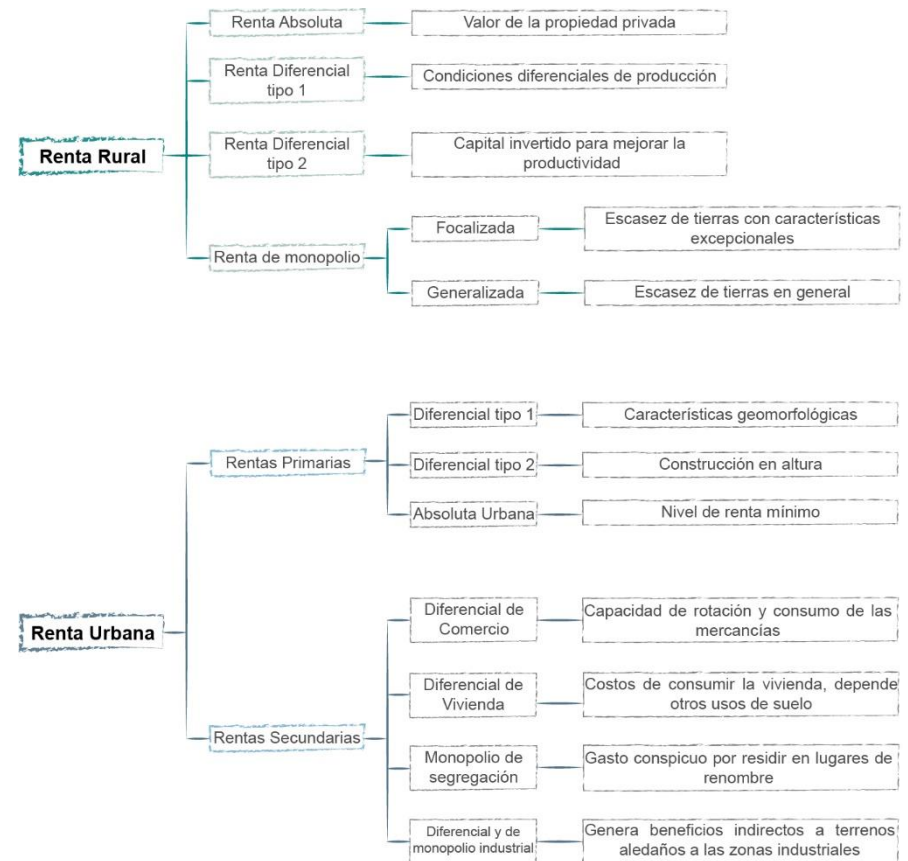 Renta Rural
Renta Absoluta
Valor de la propiedad privada
Renta Diferencial
tipo 1
Condiciones diferenciales de producción
Renta Diferencial
tipo 2
Capital invertido para mejorar la
productividad
Renta de monopolio
Focalizada
Escasez de tierras con características
excepcionales
Generalizada
Escasez de tierras en general
Renta Urbana
Rentas Primarias
Diferencial tipo 1
Características geomorfológicas
Diferencial tipo 2
Construcción en altura
Absoluta Urbana
Nivel de renta mínimo
Rentas Secundarias
Diferencial de
Comercio
Capacidad de rotación y consumo de las
mercancías
Diferencial de
Vivienda
Costos de consumir la vivienda, depende
otros usos de suelo
Monopolio de
segregación
Gasto conspicuo por residir en lugares de
renombre
Diferencial y de
monopolio industrial
Genera beneficios indirectos a terrenos
aledaños a las zonas industriales